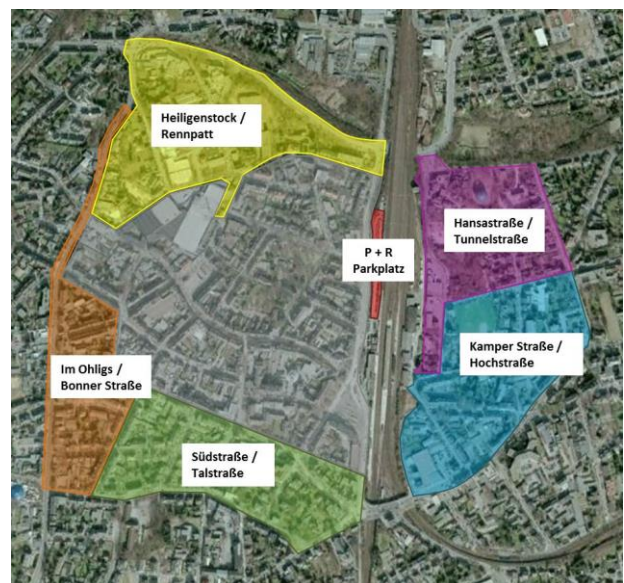 Heiligenstock /
Rennpatt
Hansastraße /
Tunnelstraße
P + R
Parkplatz
Kamper Straße /
Hochstraße
Im Ohligs /
Bonner Straße
Südstraße /
Talstraße